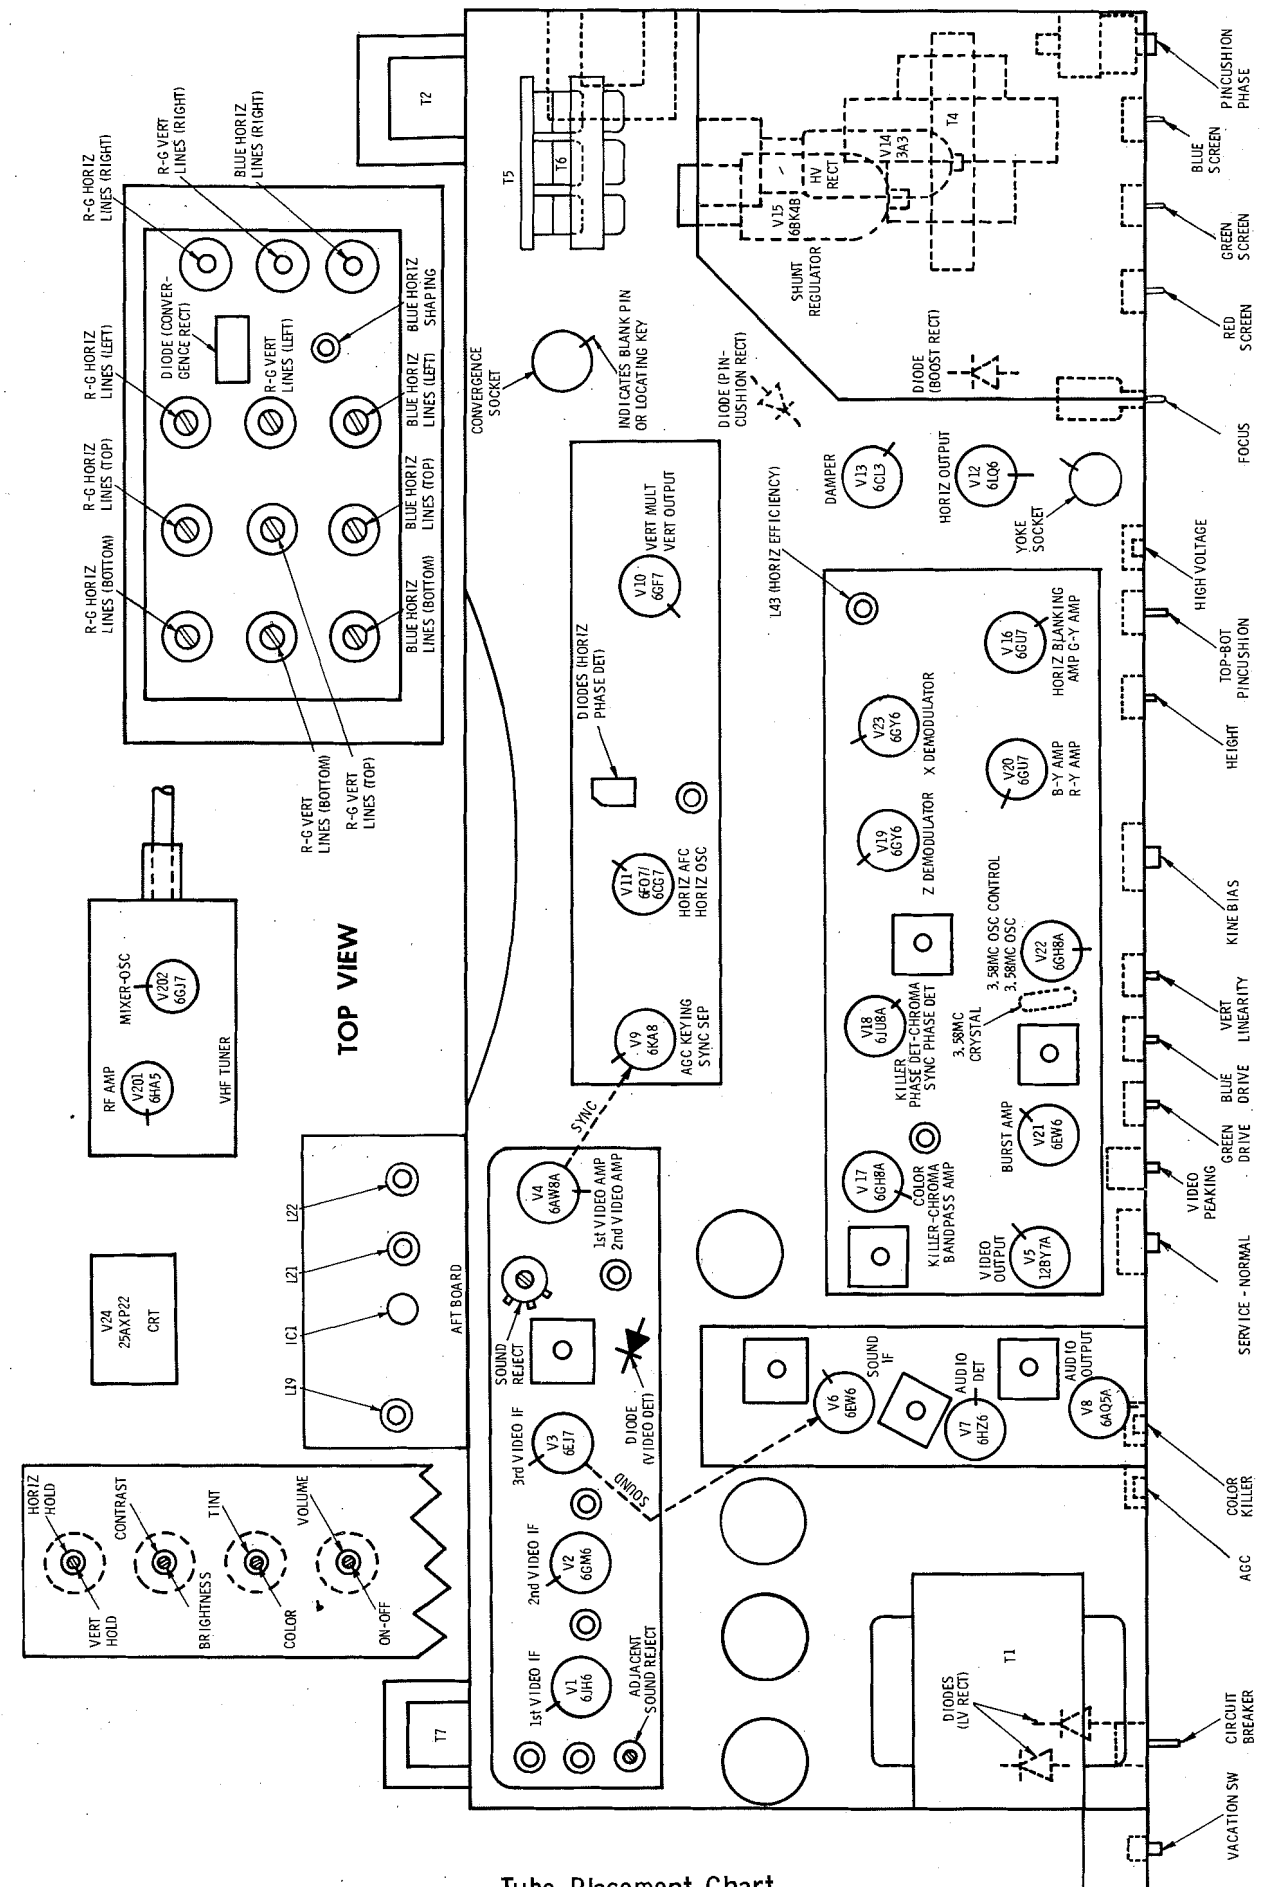 HORIZ
HOLD
CONTRAST
TINT
VOLUME
VERT
HOLD
BRIGHTNESS
COLOR
ON-OFF
V24
25AXP22
CRT
L19
IC1
L21
L22
AFT BOARD
RF AMP
V201
6HA5
MIXER-OSC
V202
6GJ7
VHF TUNER
TOP VIEW
R-G HORIZ
LINES (BOTTOM)
R-G HORIZ
LINES (TOP)
R-G HORIZ
LINES (LEFT)
R-G HORIZ
LINES (RIGHT)
R-G VERT
LINES (RIGHT)
BLUE HORIZ
LINES (RIGHT)
DIODE (CONVER-
GENCE RECT)
R-G VERT
LINES (LEFT)
BLUE HORIZ
SHAPING
BLUE HORIZ
LINES (LEFT)
BLUE HORIZ
LINES (TOP)
BLUE HORIZ
LINES (BOTTOM)
R-G VERT
LINES (BOTTOM)
R-G VERT
LINES (TOP)
T7
T2
1st VIDEO IF
V1
6JH6
ADJACENT
SOUND REJECT
2nd VIDEO IF
V2
6GM6
3rd VIDEO IF
V3
6EJ7
SOUND
REJECT
DIODE
(VIDEO DET)
V4
6AW8A
1st VIDEO AMP
2nd VIDEO AMP
SYNC
SOUND
V9
6KA8
AGC KEYING
SYNC SEP
V11
6FQ7/
6CG7
HORIZ AFC
HORIZ OSC
DIODES (HORIZ
PHASE DET)
V10
6GF7
VERT MULT
VERT OUTPUT
CONVERGENCE
SOCKET
INDICATES BLANK PIN
OR LOCATING KEY
T5
T6
DIODE (PIN-
CUSHION RECT)
SHUNT
REGULATOR
V15
6BK4B
HV
RECT
V14
3A3
T4
DIODE
(BOOST RECT)
DAMPER
V13
6CL3
HORIZ OUTPUT
V12
6LQ6
YOKE
SOCKET
L43 (HORIZ EFFICIENCY)
V23
6GY6
X DEMODULATOR
V19
6GY6
Z DEMODULATOR
V16
6GU7
HORIZ BLANKING
AMP G-Y AMP
V20
6GU7
B-Y AMP
R-Y AMP
V18
6JU8A
KILLER
PHASE DET-CHROMA
SYNC PHASE DET
3.58MC
CRYSTAL
3.58MC OSC CONTROL
3.58MC OSC
V22
6GH8A
V17
6GH8A
COLOR
KILLER-CHROMA
BANDPASS AMP
BURST AMP
V21
6EW6
VIDEO
OUTPUT
V5
12BY7A
V6
6EW6
SOUND
IF
AUDIO
DET
V7
6HZ6
AUDIO
OUTPUT
V8
6AQ5A
T1
DIODES
(LV RECT)
VACATION SW
CIRCUIT
BREAKER
AGC
COLOR
KILLER
SERVICE - NORMAL
VIDEO
PEAKING
GREEN
DRIVE
BLUE
DRIVE
VERT
LINEARITY
KINE BIAS
HEIGHT
TOP-BOT
PINCUSHION
HIGH VOLTAGE
FOCUS
RED
SCREEN
GREEN
SCREEN
BLUE
SCREEN
PINCUSHION
PHASE
Tube Placement Chart